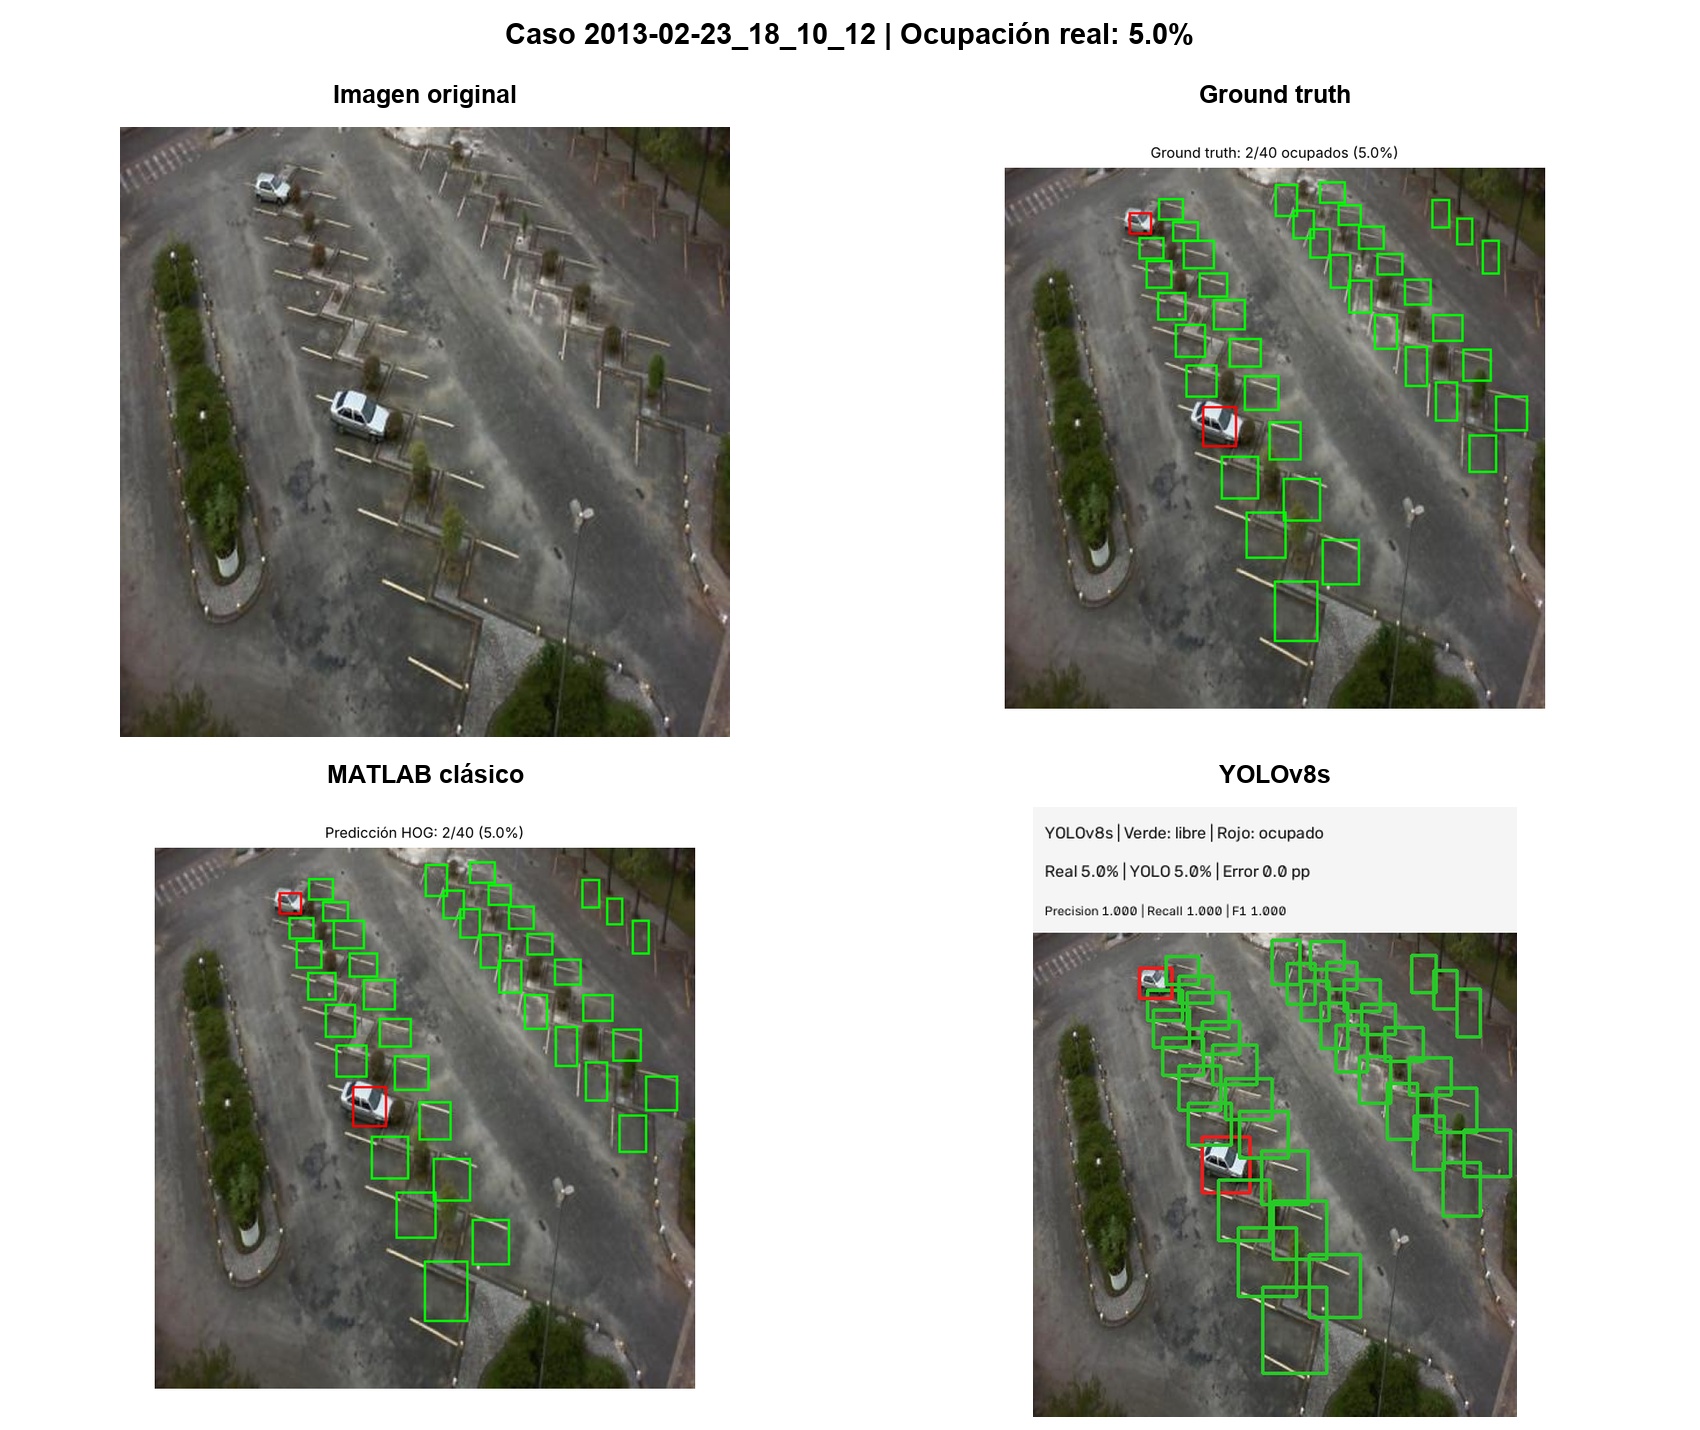 Caso 2013-02-23_18_10_12 | Ocupación real: 5.0%
Imagen original
Ground truth
Ground truth: 2/40 ocupados (5.0%)
MATLAB clásico
YOLOv8s
Predicción HOG: 2/40 (5.0%)
YOLOv8s | Verde: libre | Rojo: ocupado
Real 5.0% | YOLO 5.0% | Error 0.0 pp
Precision 1.000 | Recall 1.000 | F1 1.000